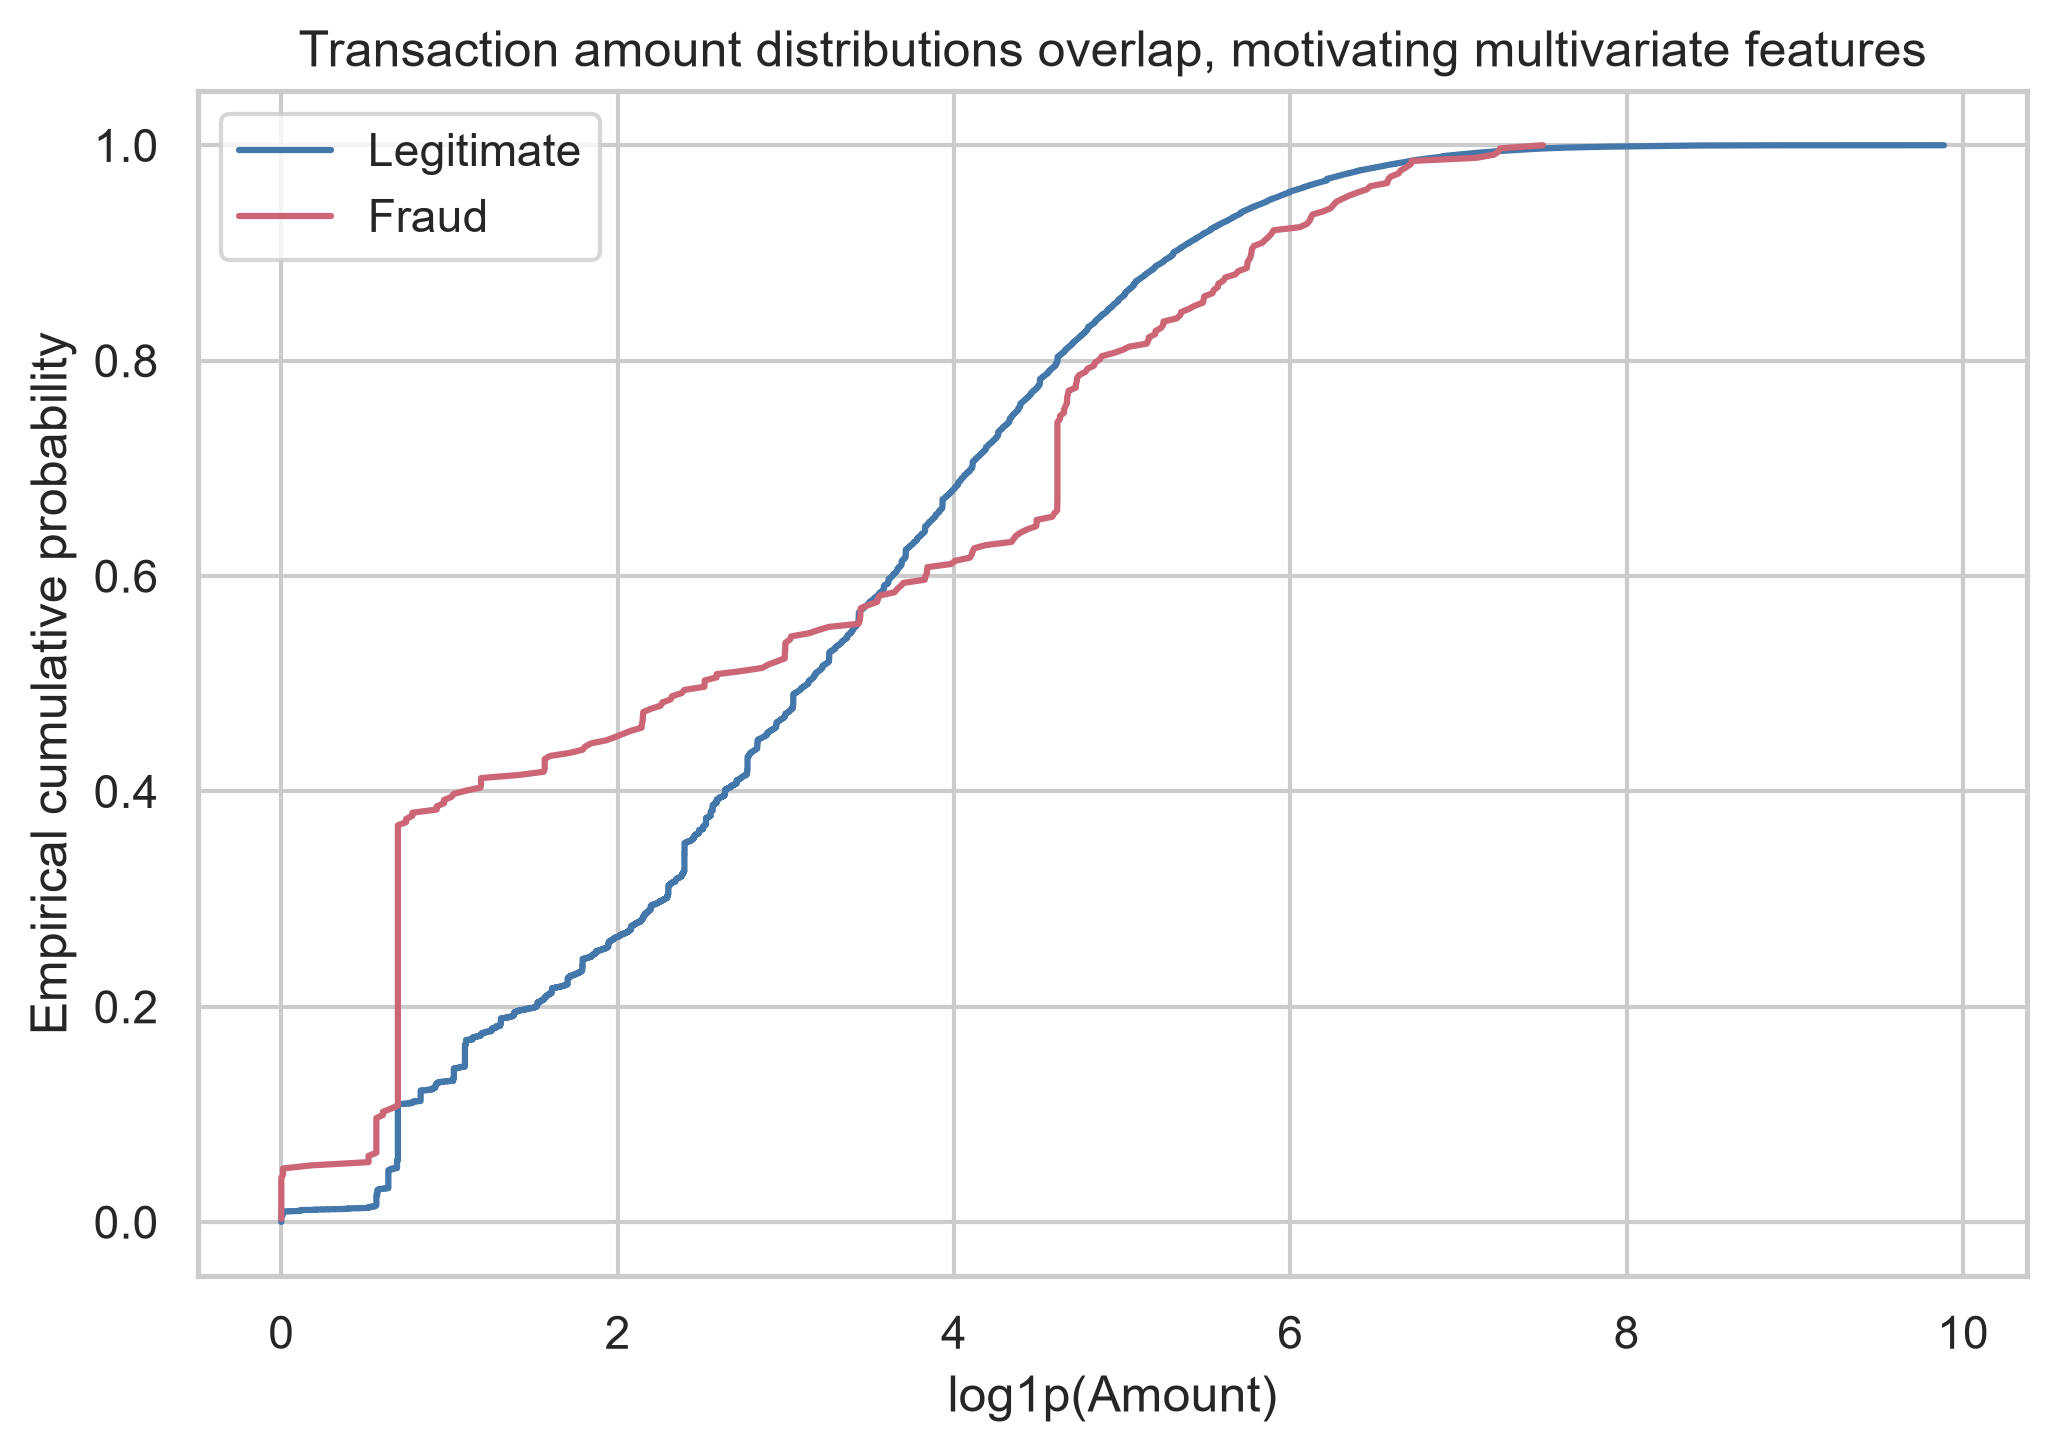 Transaction amount distributions overlap, motivating multivariate features
Legitimate
Fraud
Empirical cumulative probability
1.0
0.8
0.6
0.4
0.2
0.0
0 2 4 6 8 10
log1p(Amount)